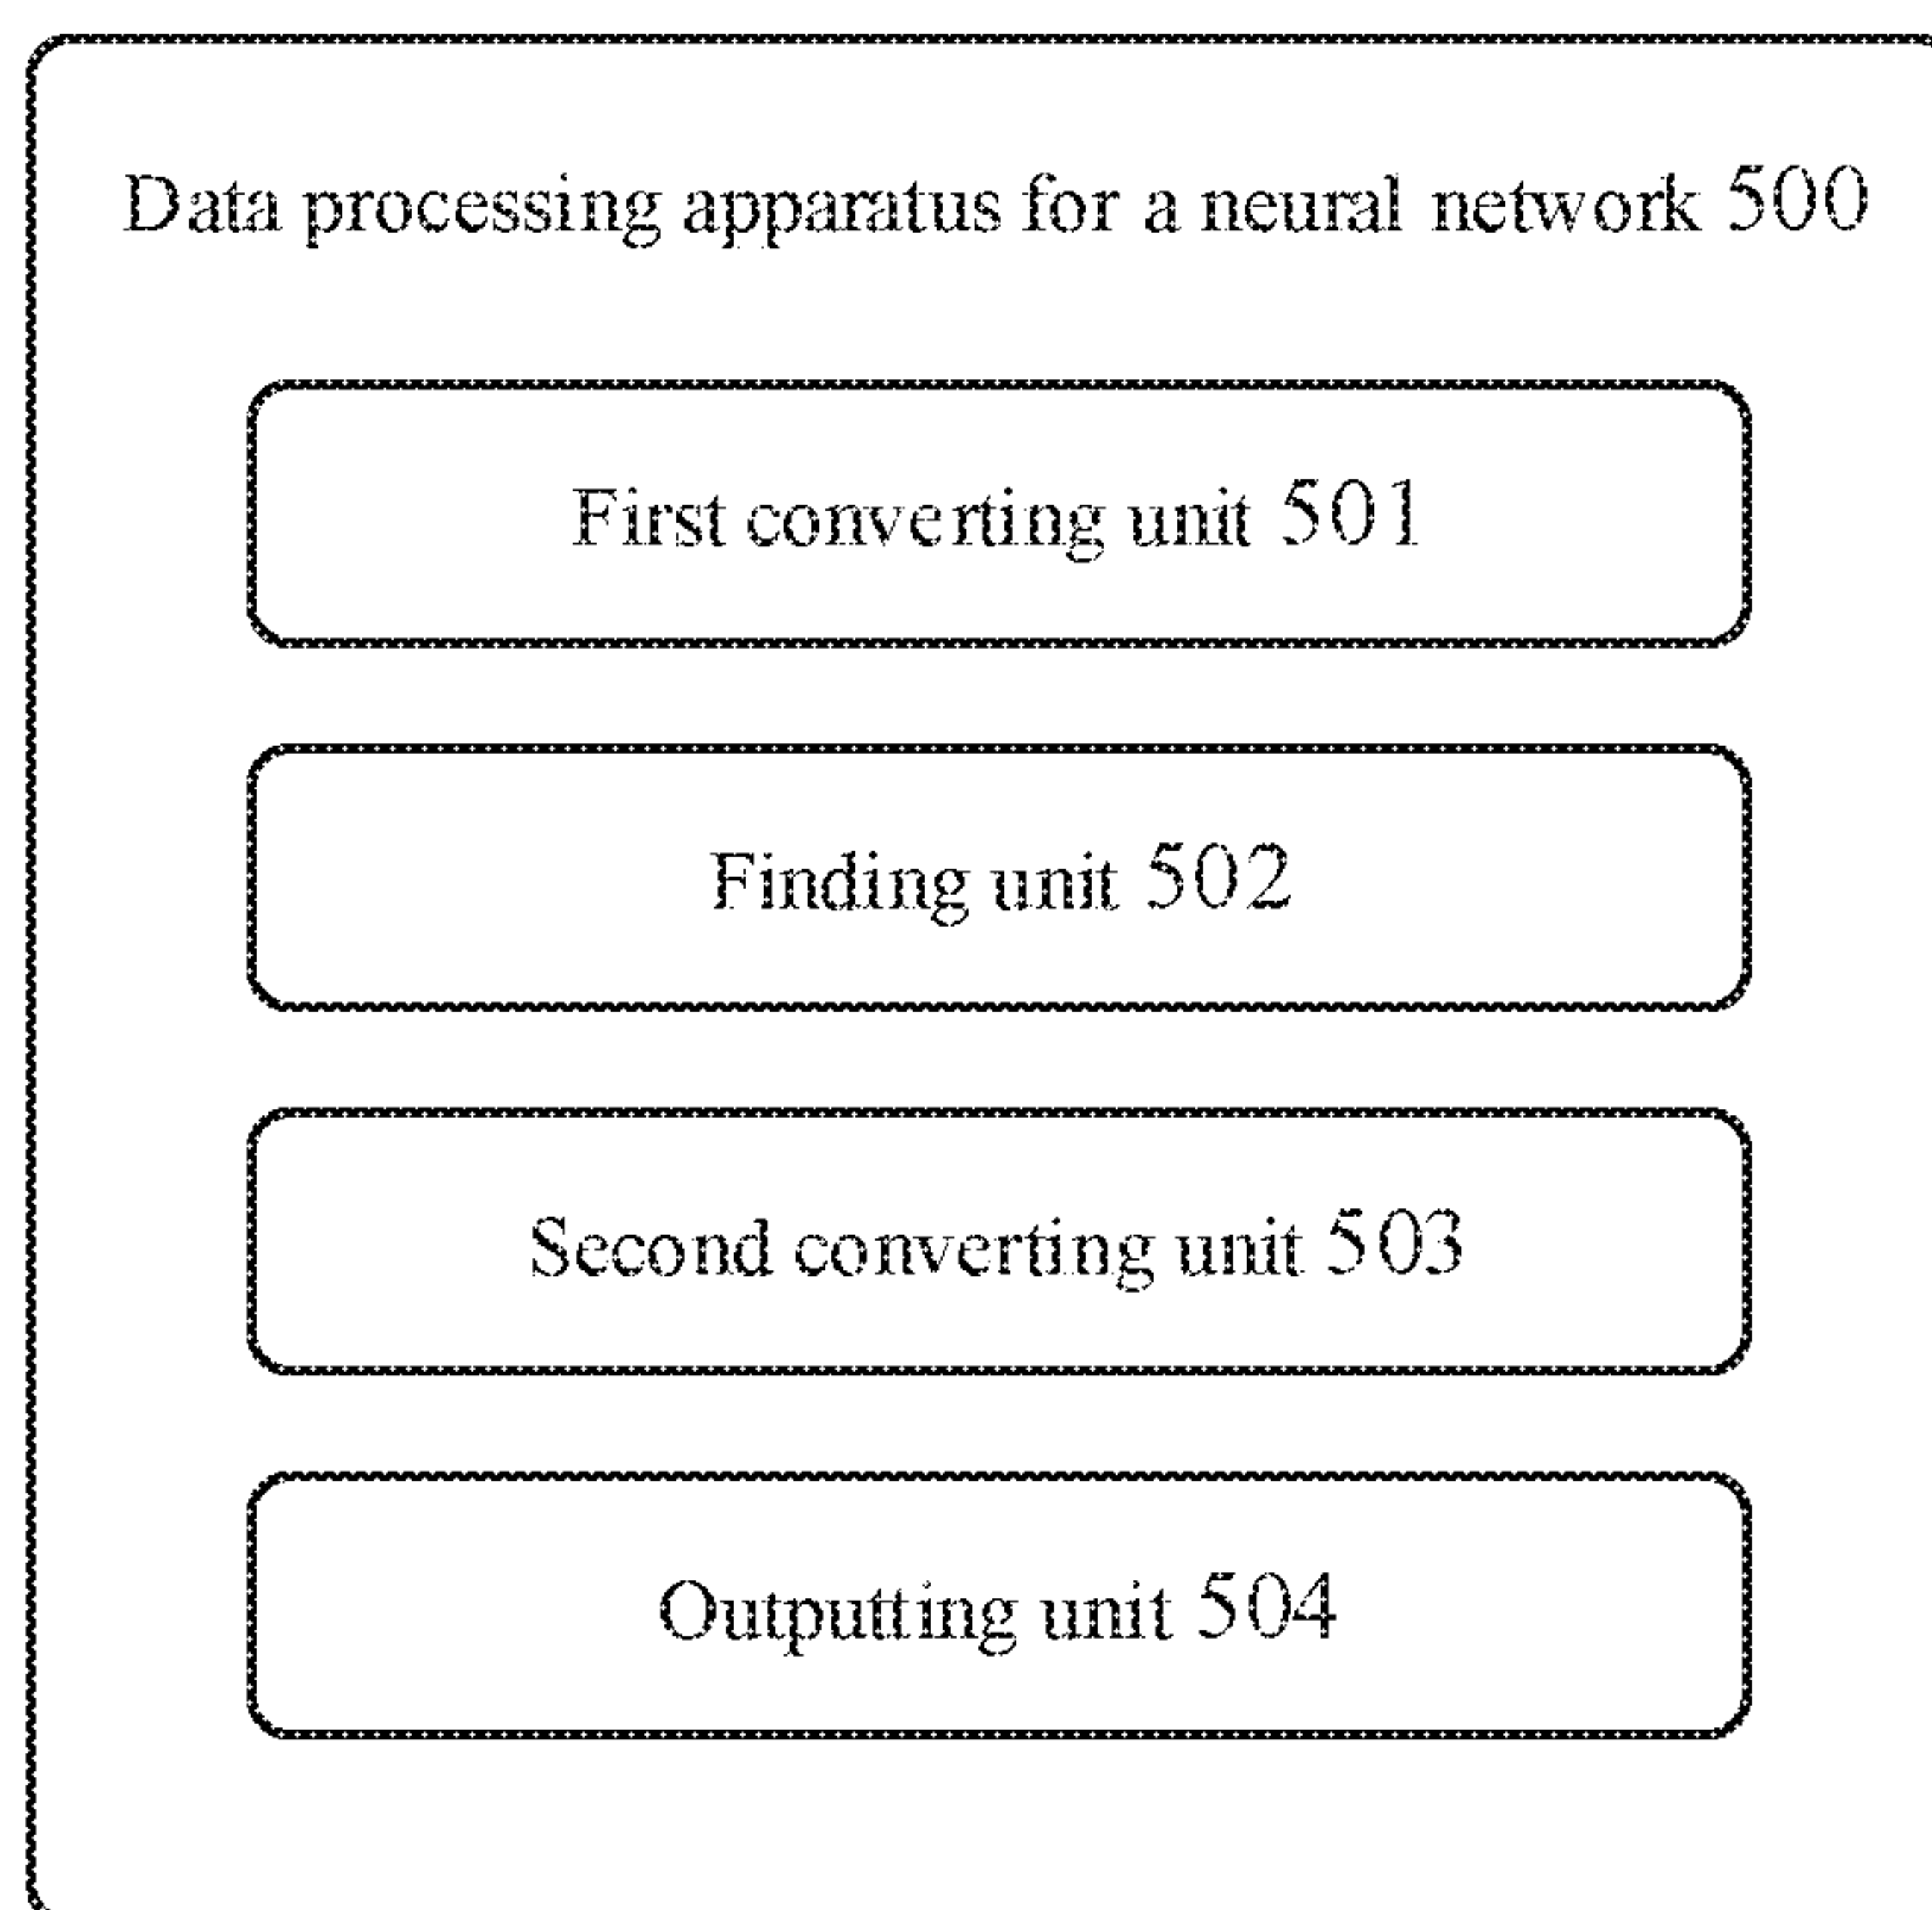 Data processing apparatus for a neural network 500
First converting unit 501
Finding unit 502
Second converting unit 503
Outputting unit 504